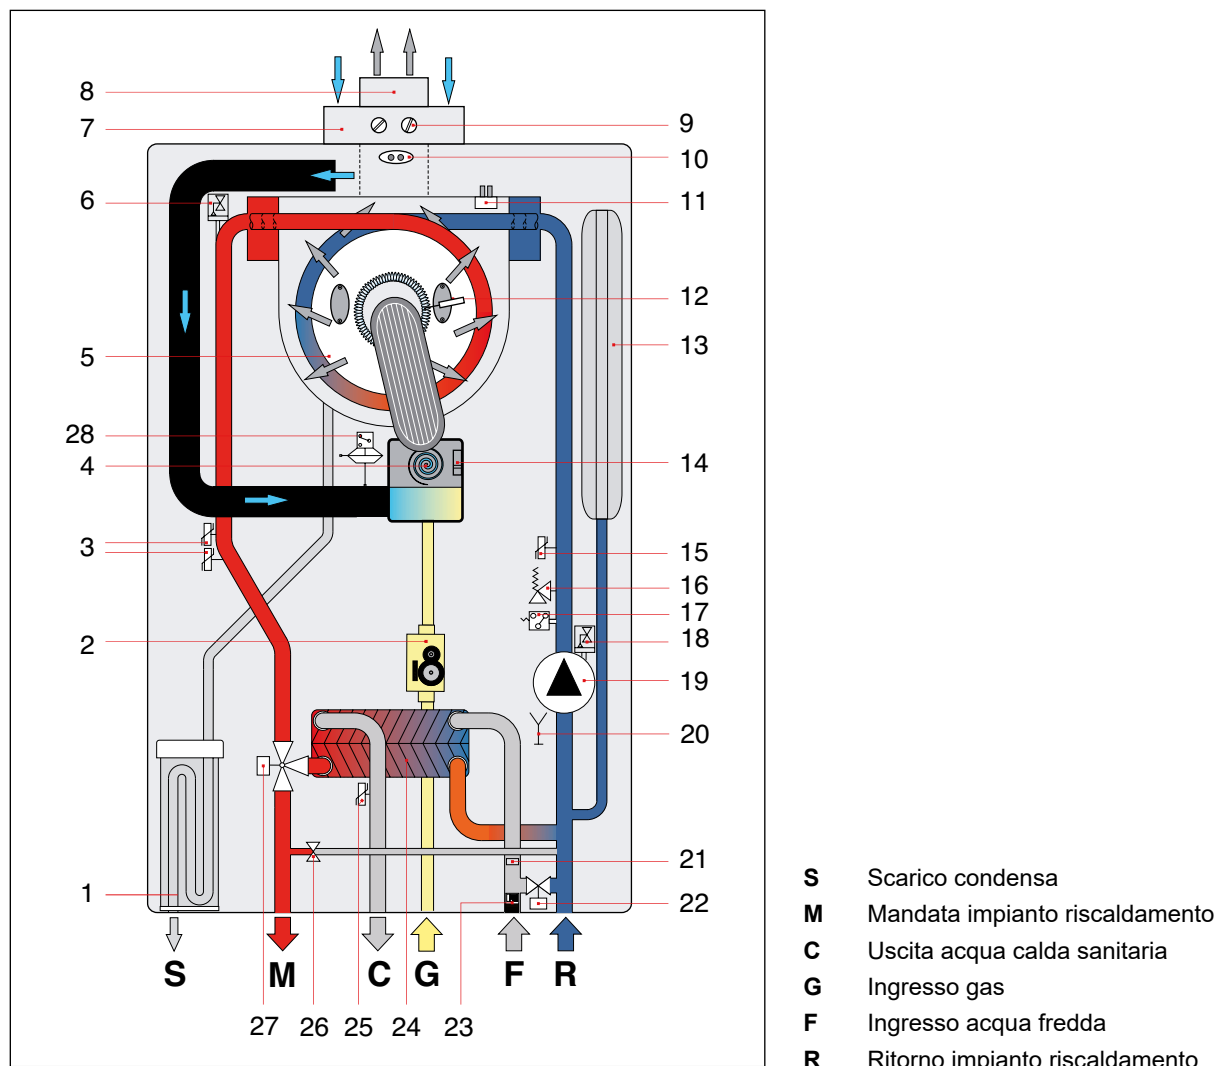 8
7
9
10
6
11
12
5
13
28
4
14
3
15
16
17
2
18
19
20
21
1
22
S M C G F R
27 26 25 24 23
S Scarico condensa
M Mandata impianto riscaldamento
C Uscita acqua calda sanitaria
G Ingresso gas
F Ingresso acqua fredda
R Ritorno impianto riscaldamento